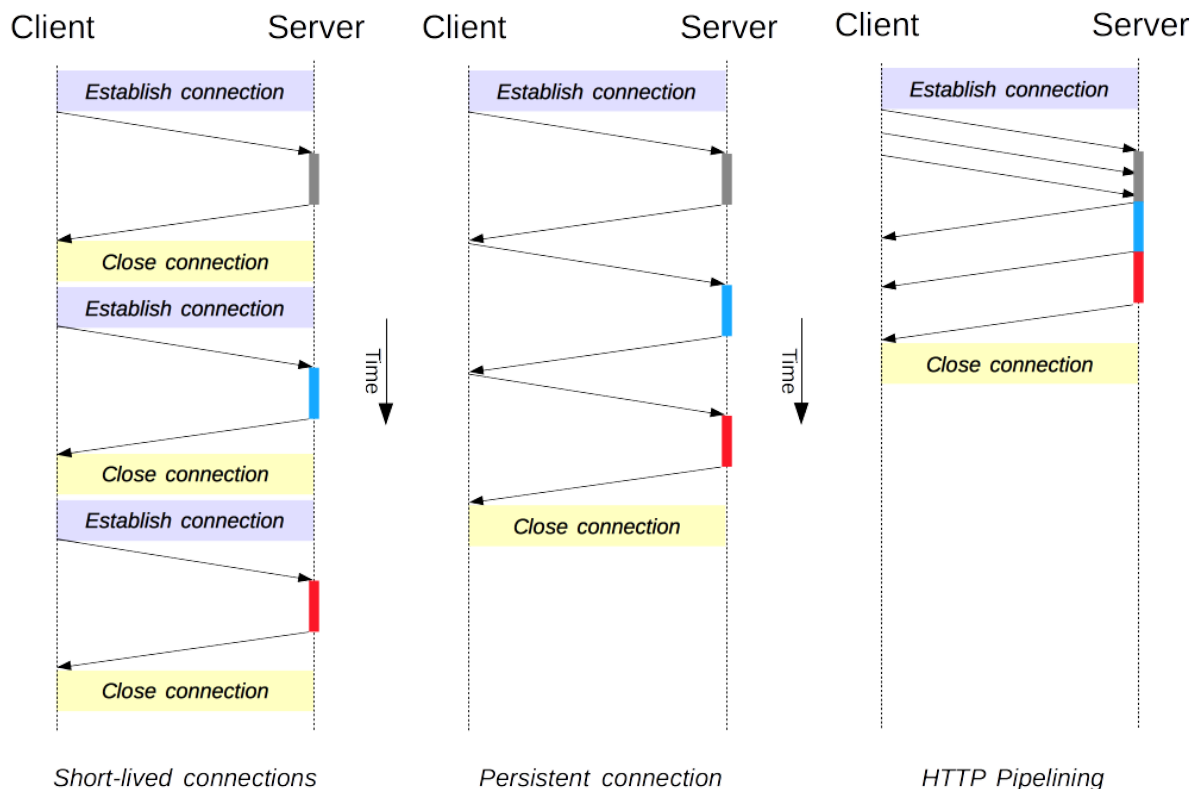 Client Server
Establish connection
Close connection
Establish connection
Close connection
Establish connection
Close connection
Short-lived connections
Time
Client Server
Establish connection
Close connection
Persistent connection
Time
Client Server
Establish connection
Close connection
HTTP Pipelining